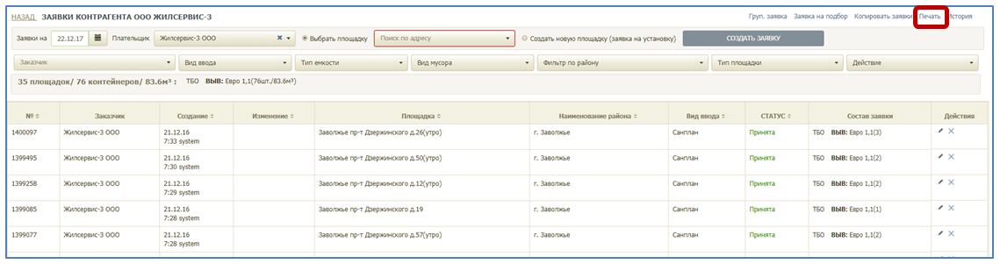 НАЗАД ЗАЯВКИ КОНТРАГЕНТА ООО ЖИЛСЕРВИС-3 Груп. заявка Заявка на подбор Копировать заявки Печать История
Заявки на 22.12.17 Плательщик Жилсервис-3 ООО Выбрать площадку Поиск по адресу Создать новую площадку (заявка на установку) СОЗДАТЬ ЗАЯВКУ
Заказчик Вид ввода Тип емкости Вид мусора Фильтр по району Тип площадки Действие
35 площадок/ 76 контейнеров/ 83.6м³ : ТБО ВЫВ: Евро 1,1(76шт./83.6м³)
№ Заказчик Создание Изменение Площадка Наименование района Вид ввода СТАТУС Состав заявки Действия
1400097 Жилсервис-3 ООО 21.12.16 Заволжье пр-т Дзержинского д.26(утро) г. Заволжье Санплан Принята ТБО ВЫВ: Евро 1,1(3)
7:33 system
1399495 Жилсервис-3 ООО 21.12.16 Заволжье пр-т Дзержинского д.50(утро) г. Заволжье Санплан Принята ТБО ВЫВ: Евро 1,1(2)
7:30 system
1399258 Жилсервис-3 ООО 21.12.16 Заволжье пр-т Дзержинского д.12(утро) г. Заволжье Санплан Принята ТБО ВЫВ: Евро 1,1(2)
7:29 system
1399085 Жилсервис-3 ООО 21.12.16 Заволжье пр-т Дзержинского д.19 г. Заволжье Санплан Принята ТБО ВЫВ: Евро 1,1(1)
7:28 system
1399077 Жилсервис-3 ООО 21.12.16 Заволжье пр-т Дзержинского д.57(утро) г. Заволжье Санплан Принята ТБО ВЫВ: Евро 1,1(2)
7:28 system